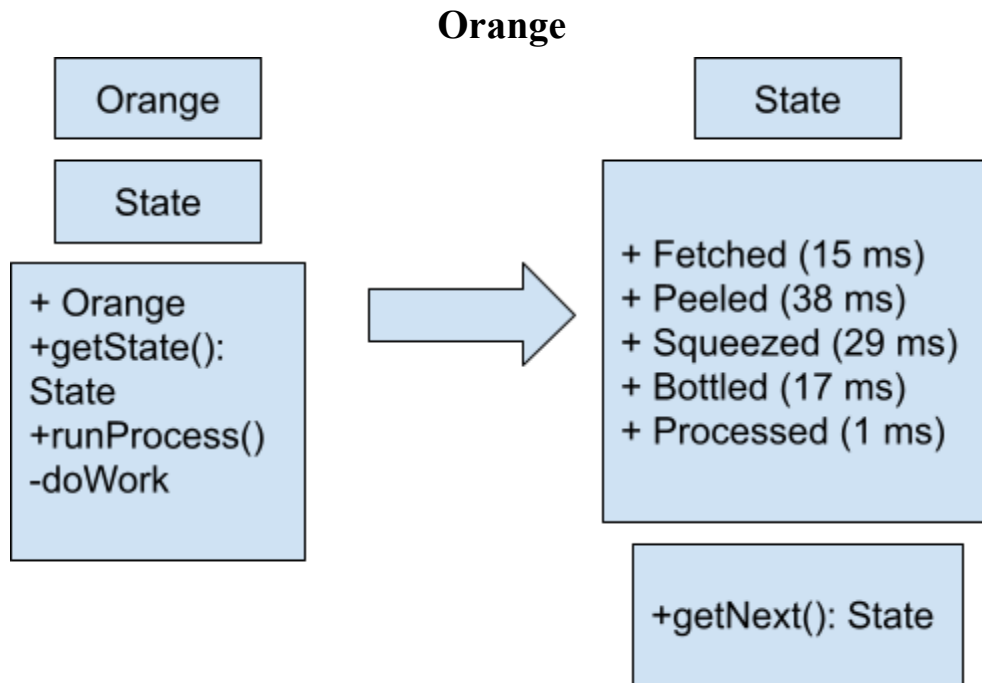 Orange
Orange
State
+ Orange
+getState():
State
+runProcess()
-doWork
State
+ Fetched (15 ms)
+ Peeled (38 ms)
+ Squeezed (29 ms)
+ Bottled (17 ms)
+ Processed (1 ms)
+getNext(): State